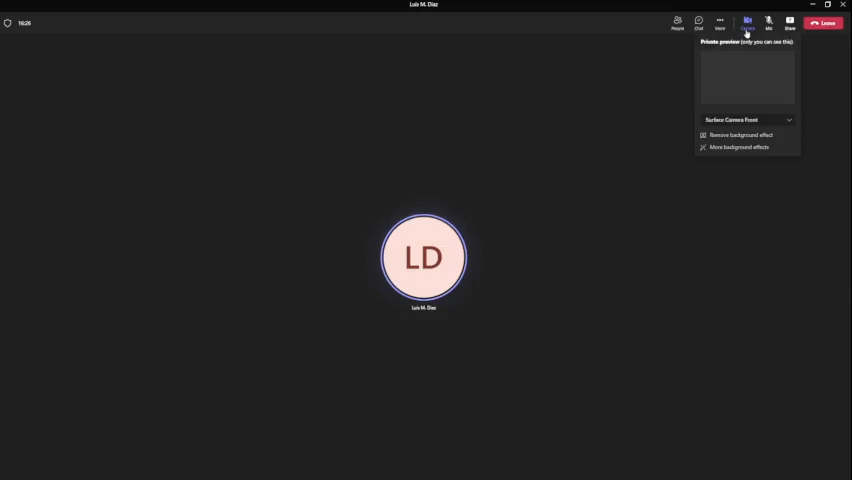 Luis M. Diaz
16:26
People
Chat
More
Camera
Mic
Share
Leave
Private preview (only you can see this)
Surface Camera Front
Remove background effect
More background effects
LD
Luis M. Diaz